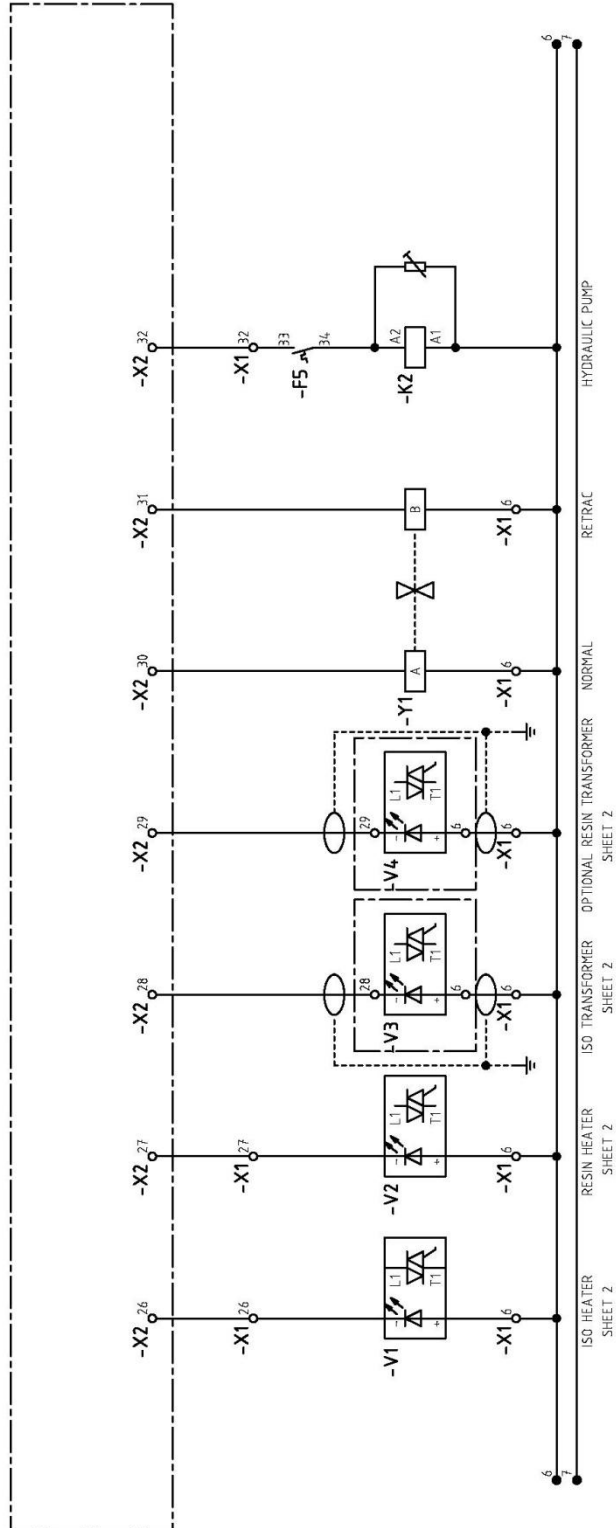 -X2 26 -X2 27 -X2 28 -X2 29 -X2 30 -X2 31 -X2 32
-X1 26 -X1 27 -X1 32
33
-F5
34
28 29
-V1 - L1 -V2 - L1 -V3 - L1 -V4 - L1 -Y1 A B -K2 A2
+ T1 + T1 + T1 + T1 A1
6 6
-X1 6 -X1 6 -X1 6 -X1 6 -X1 6 -X1 6
6 6
7 7
ISO HEATER RESIN HEATER ISO TRANSFORMER OPTIONAL RESIN TRANSFORMER NORMAL RETRAC HYDRAULIC PUMP
SHEET 2 SHEET 2 SHEET 2 SHEET 2